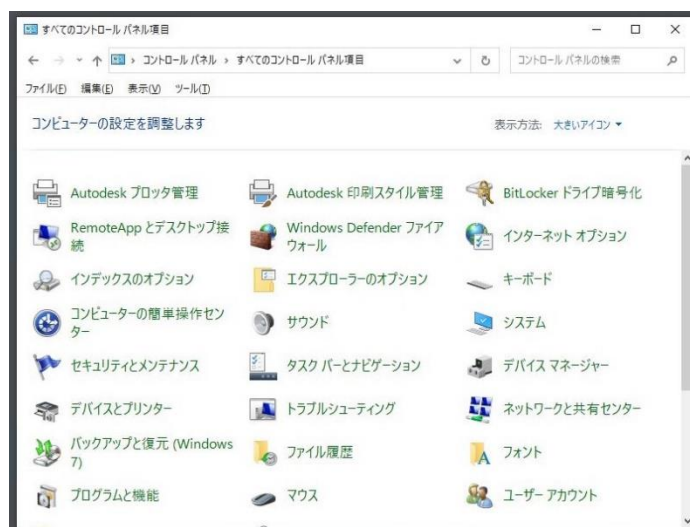 すべてのコントロール パネル項目
コントロール パネル › すべてのコントロール パネル項目
コントロール パネルの検索
ファイル(F) 編集(E) 表示(V) ツール(T)
コンピューターの設定を調整します
表示方法: 大きいアイコン
Autodesk プロッタ管理
Autodesk 印刷スタイル管理
BitLocker ドライブ暗号化
RemoteApp とデスクトップ接
続
Windows Defender ファイア
ウォール
インターネット オプション
インデックスのオプション
エクスプローラーのオプション
キーボード
コンピューターの簡単操作セン
ター
サウンド
システム
セキュリティとメンテナンス
タスク バーとナビゲーション
デバイス マネージャー
デバイスとプリンター
トラブルシューティング
ネットワークと共有センター
バックアップと復元 (Windows
7)
ファイル履歴
フォント
プログラムと機能
マウス
ユーザー アカウント